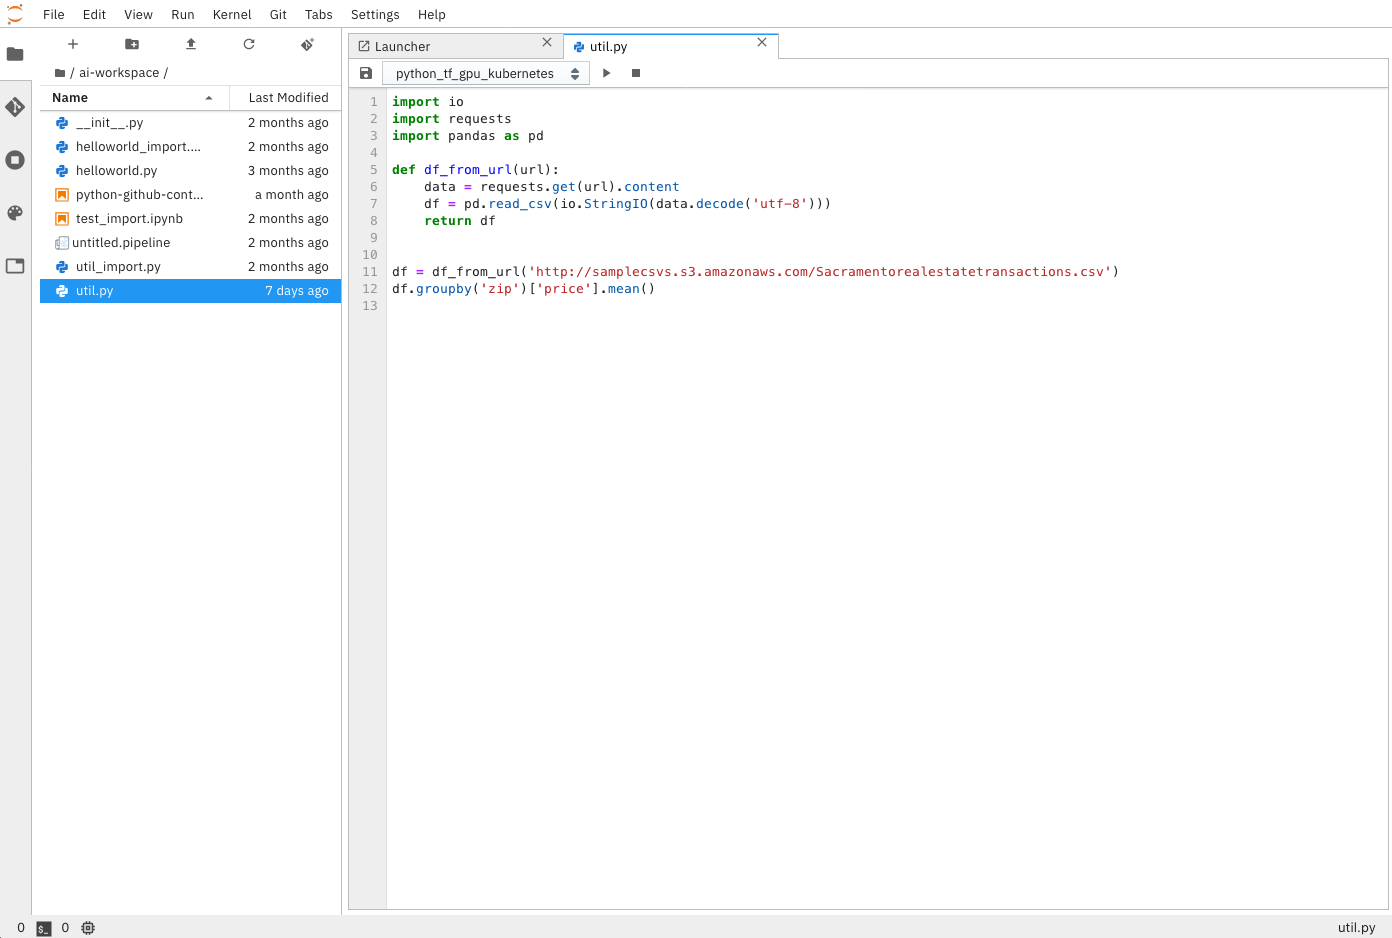 File Edit View Run Kernel Git Tabs Settings Help
/ ai-workspace /
Name Last Modified
__init__.py 2 months ago
helloworld_import.... 2 months ago
helloworld.py 3 months ago
python-github-cont... a month ago
test_import.ipynb 2 months ago
untitled.pipeline 2 months ago
util_import.py 2 months ago
util.py 7 days ago
Launcher util.py
python_tf_gpu_kubernetes
1 import io
2 import requests
3 import pandas as pd
4
5 def df_from_url(url):
6     data = requests.get(url).content
7     df = pd.read_csv(io.StringIO(data.decode('utf-8')))
8     return df
9
10
11 df = df_from_url('http://samplecsvs.s3.amazonaws.com/Sacramentorealestatetransactions.csv')
12 df.groupby('zip')['price'].mean()
13
0 $_ 0 util.py